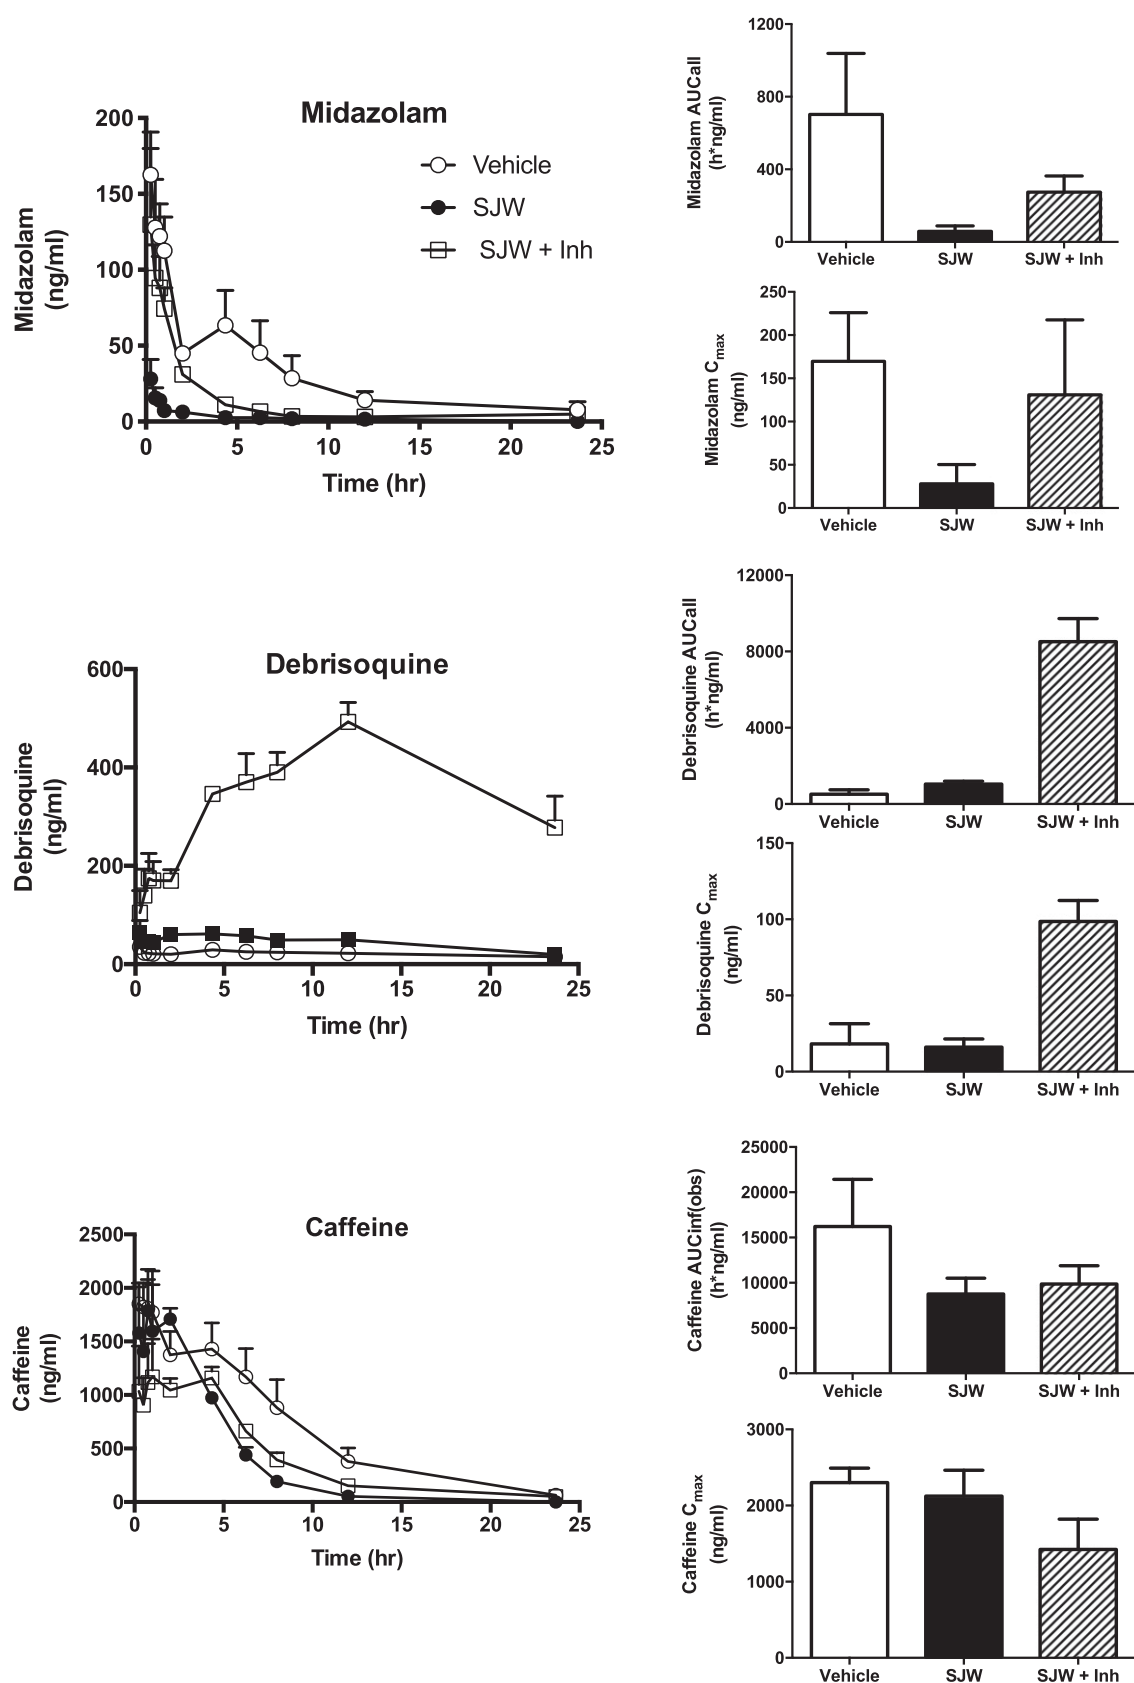 Midazolam
Vehicle
SJW
SJW + Inh
Midazolam
(ng/ml)
200
150
100
50
0
0 5 10 15 20 25
Time (hr)
Midazolam AUCall
(h*ng/ml)
1200
800
400
0
Vehicle SJW SJW + Inh
Midazolam Cmax
(ng/ml)
250
200
150
100
50
0
Vehicle SJW SJW + Inh
Debrisoquine
Debrisoquine
(ng/ml)
600
400
200
0
0 5 10 15 20 25
Time (hr)
Debrisoquine AUCall
(h*ng/ml)
12000
8000
4000
0
Vehicle SJW SJW + Inh
Debrisoquine Cmax
(ng/ml)
150
100
50
0
Vehicle SJW SJW + Inh
Caffeine
Caffeine
(ng/ml)
2500
2000
1500
1000
500
0
0 5 10 15 20 25
Time (hr)
Caffeine AUCinf(obs)
(h*ng/ml)
25000
20000
15000
10000
5000
0
Vehicle SJW SJW + Inh
Caffeine Cmax
(ng/ml)
3000
2000
1000
0
Vehicle SJW SJW + Inh